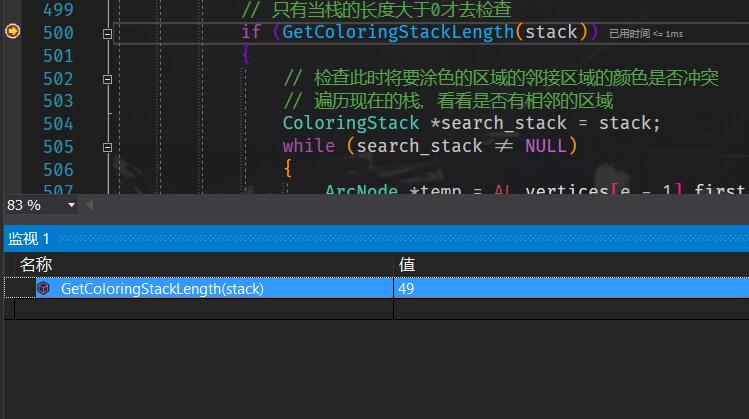 499 // 只有当栈的长度大于0才去检查
500 if (GetColoringStackLength(stack)) 已用时间 <= 1ms
501 {
502 // 检查此时将要涂色的区域的邻接区域的颜色是否冲突
503 // 遍历现在的栈，看看是否有相邻的区域
504 ColoringStack *search_stack = stack;
505 while (search_stack ≠ NULL)
506 {
507 ArcNode *temp = AL.vertices[e - 1].first
83 %
监视 1
名称 值
GetColoringStackLength(stack) 49